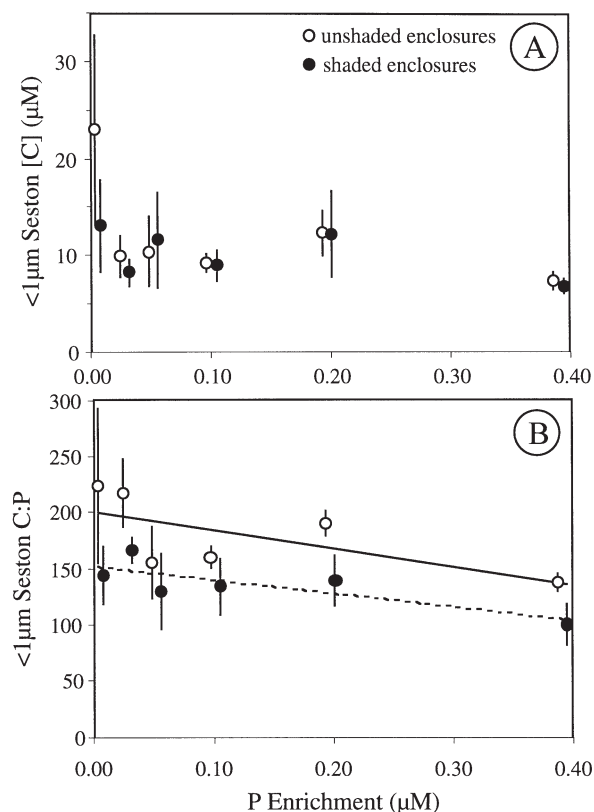 unshaded enclosures
shaded enclosures
A
<1μm Seston [C] (μM)
30
20
10
0
0.00 0.10 0.20 0.30 0.40
B
<1μm Seston C:P
300
250
200
150
100
50
0
0.00 0.10 0.20 0.30 0.40
P Enrichment (μM)